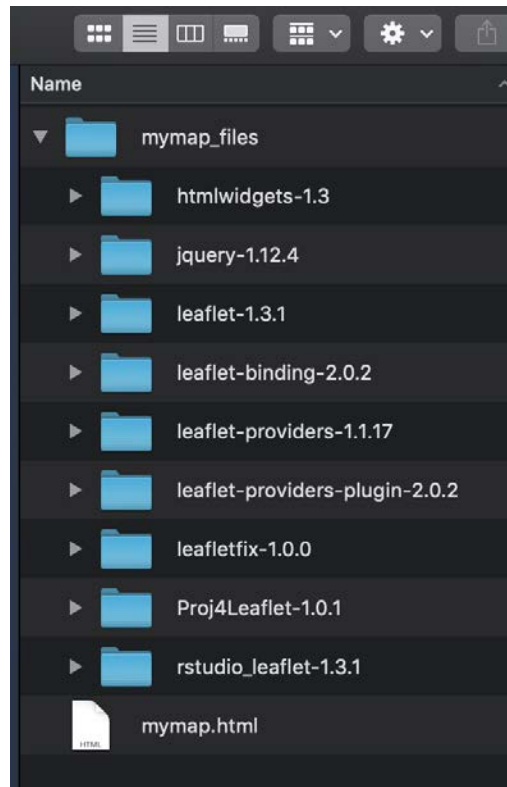 Name
mymap_files
htmlwidgets-1.3
jquery-1.12.4
leaflet-1.3.1
leaflet-binding-2.0.2
leaflet-providers-1.1.17
leaflet-providers-plugin-2.0.2
leafletfix-1.0.0
Proj4Leaflet-1.0.1
rstudio_leaflet-1.3.1
mymap.html
HTML